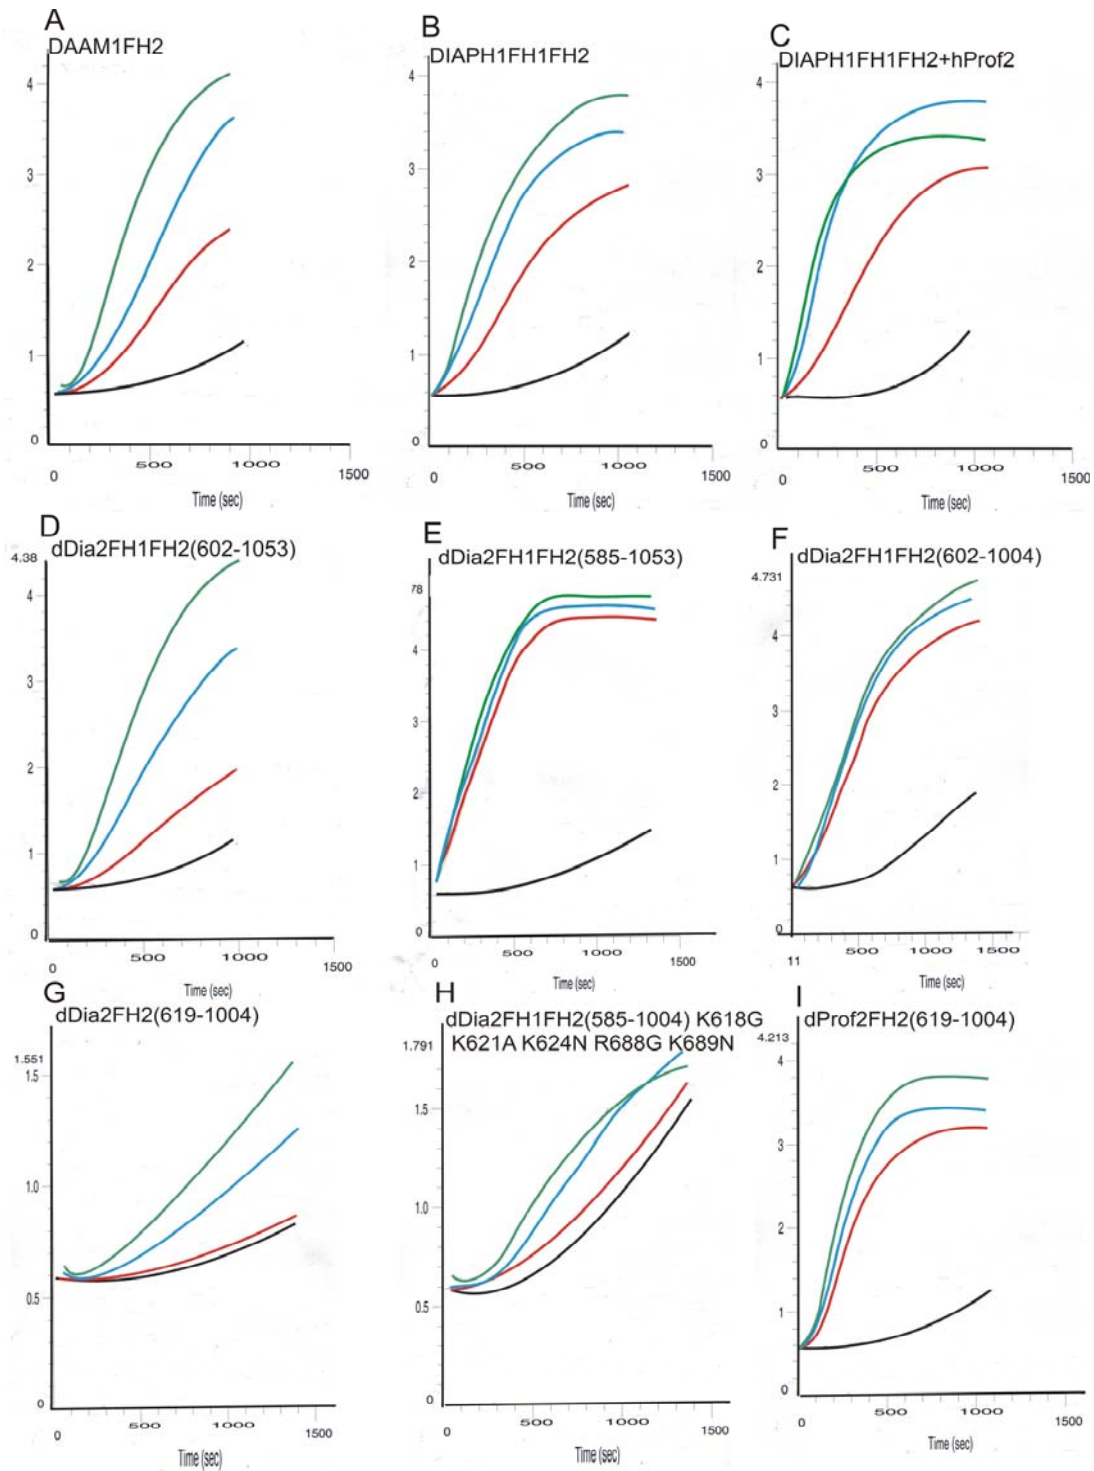 A
DAAM1FH2
4
3
2
1
0
0 500 1000 1500
Time (sec)
B
DIAPH1FH1FH2
4
3
2
1
0
0 500 1000 1500
Time (sec)
C
DIAPH1FH1FH2+hProf2
4
3
2
1
0
0 500 1000 1500
Time (sec)
D
dDia2FH1FH2(602-1053)
4.38
4
3
2
1
0
0 500 1000 1500
Time (sec)
E
dDia2FH1FH2(585-1053)
78
4
3
2
1
0
0 500 1000 1500
Time (sec)
F
dDia2FH1FH2(602-1004)
4.731
4
3
2
1
0
11 500 1000 1500
Time (sec)
G
dDia2FH2(619-1004)
1.551
1.5
1.0
0.5
0
0 500 1000 1500
Time (sec)
H
dDia2FH1FH2(585-1004) K618G
K621A K624N R688G K689N
1.791
1.5
1.0
0.5
0
0 500 1000 1500
Time (sec)
I
dProf2FH2(619-1004)
4.213
4
3
2
1
0
0 500 1000 1500
Time (sec)